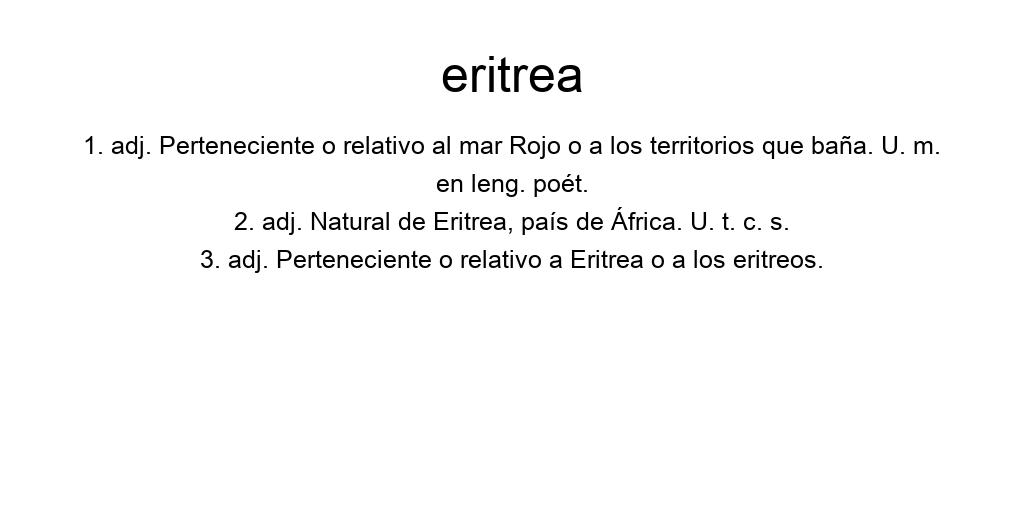 eritrea
1. adj. Perteneciente o relativo al mar Rojo o a los territorios que baña. U. m.
en leng. poét.
2. adj. Natural de Eritrea, país de África. U. t. c. s.
3. adj. Perteneciente o relativo a Eritrea o a los eritreos.